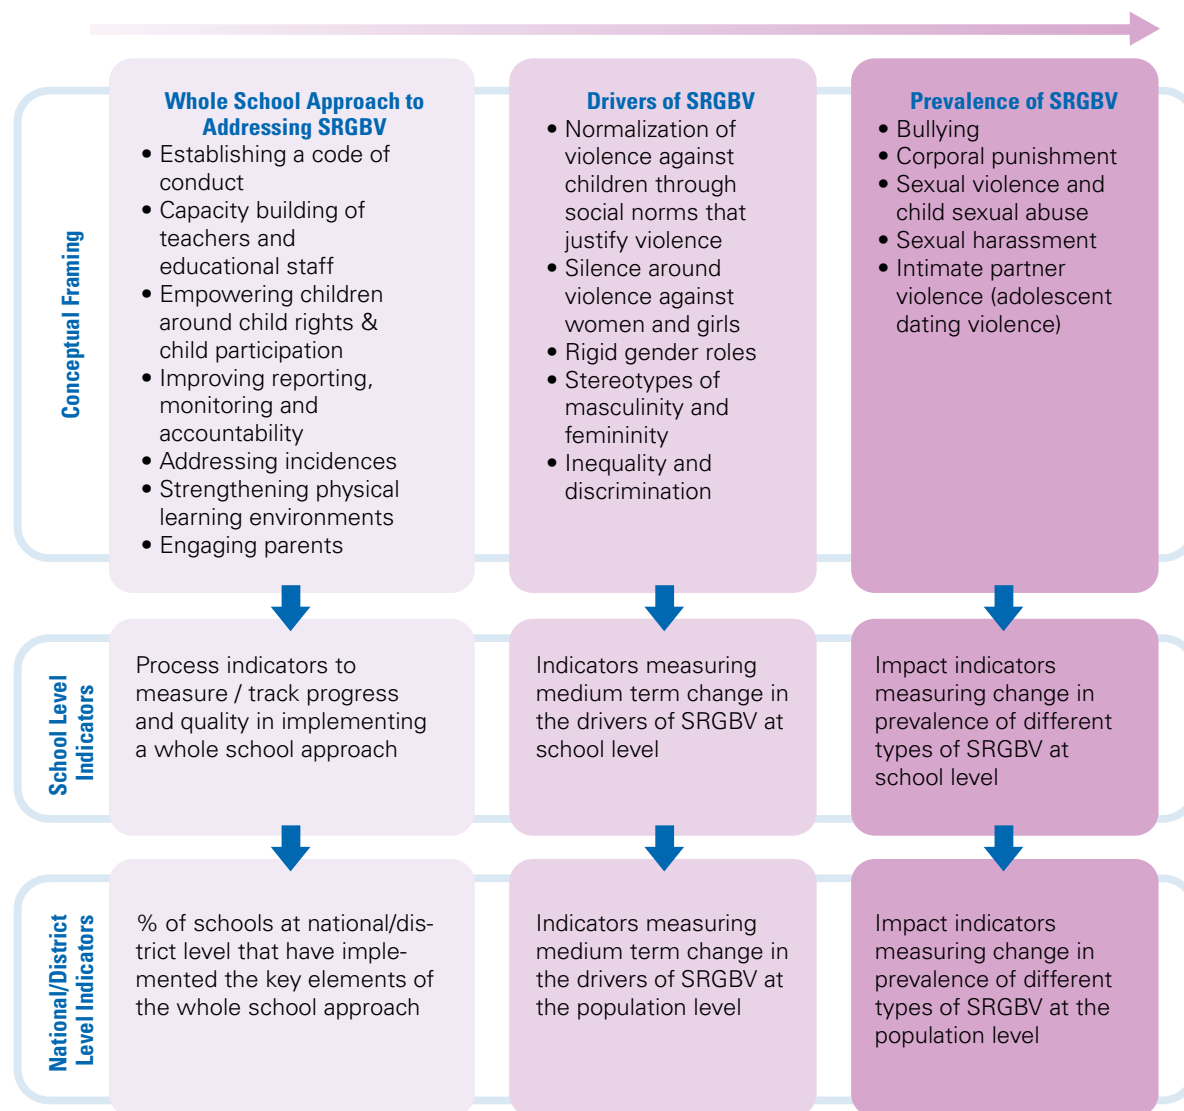 Conceptual Framing
Whole School Approach to
Addressing SRGBV
• Establishing a code of
conduct
• Capacity building of
teachers and
educational staff
• Empowering children
around child rights &
child participation
• Improving reporting,
monitoring and
accountability
• Addressing incidences
• Strengthening physical
learning environments
• Engaging parents
Drivers of SRGBV
• Normalization of
violence against
children through
social norms that
justify violence
• Silence around
violence against
women and girls
• Rigid gender roles
• Stereotypes of
masculinity and
femininity
• Inequality and
discrimination
Prevalence of SRGBV
• Bullying
• Corporal punishment
• Sexual violence and
child sexual abuse
• Sexual harassment
• Intimate partner
violence (adolescent
dating violence)
School Level
Indicators
Process indicators to
measure / track progress
and quality in implementing
a whole school approach
Indicators measuring
medium term change in
the drivers of SRGBV at
school level
Impact indicators
measuring change in
prevalence of different
types of SRGBV at
school level
National/District
Level Indicators
% of schools at national/dis-
trict level that have imple-
mented the key elements of
the whole school approach
Indicators measuring
medium term change in
the drivers of SRGBV at
the population level
Impact indicators
measuring change in
prevalence of different
types of SRGBV at the
population level